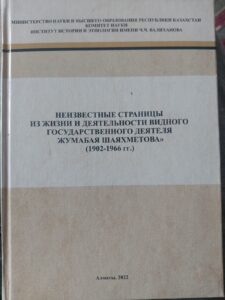 МИНИСТЕРСТВО НАУКИ И ВЫСШЕГО ОБРАЗОВАНИЯ РЕСПУБЛИКИ КАЗАХСТАН
КОМИТЕТ НАУКИ
ИНСТИТУТ ИСТОРИИ И ЭТНОЛОГИИ ИМЕНИ Ч.Ч. ВАЛИХАНОВА
НЕИЗВЕСТНЫЕ СТРАНИЦЫ
ИЗ ЖИЗНИ И ДЕЯТЕЛЬНОСТИ ВИДНОГО
ГОСУДАРСТВЕННОГО ДЕЯТЕЛЯ
ЖУМАБАЯ ШАЯХМЕТОВА»
(1902-1966 гг.)
Алматы, 2022